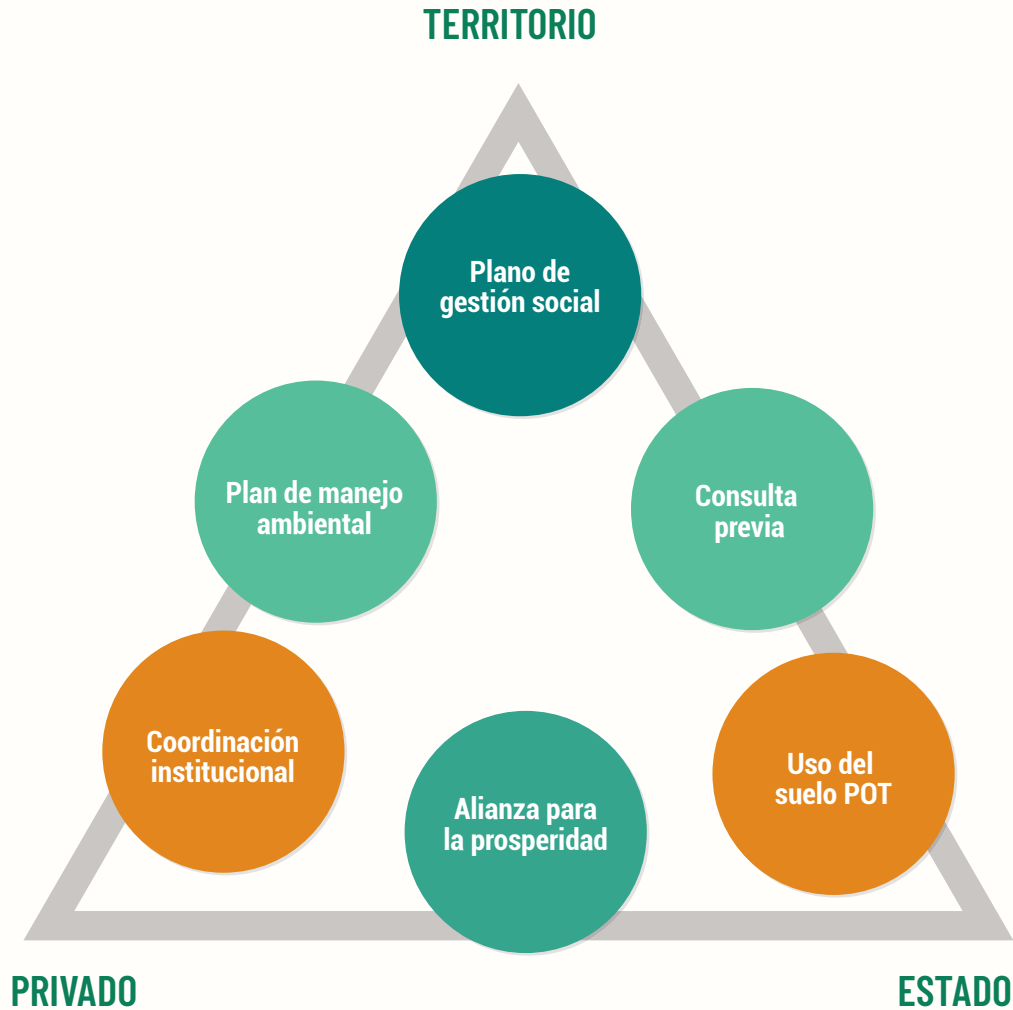 TERRITORIO
Plano de
gestión social
Plan de manejo
ambiental
Consulta
previa
Coordinación
institucional
Uso del
suelo POT
Alianza para
la prosperidad
PRIVADO
ESTADO